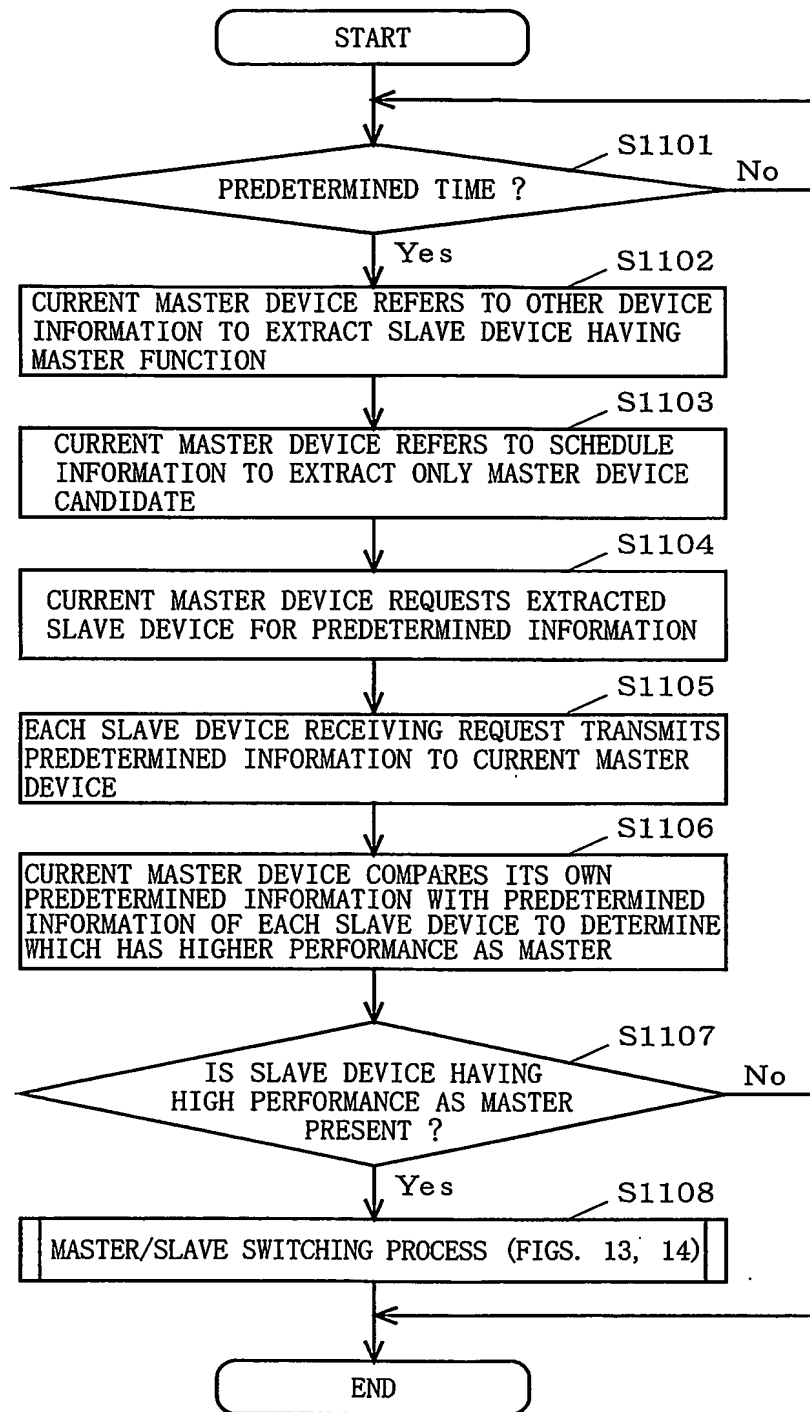 START
S1101
PREDETERMINED TIME ?
No
Yes
S1102
CURRENT MASTER DEVICE REFERS TO OTHER DEVICE
INFORMATION TO EXTRACT SLAVE DEVICE HAVING
MASTER FUNCTION
S1103
CURRENT MASTER DEVICE REFERS TO SCHEDULE
INFORMATION TO EXTRACT ONLY MASTER DEVICE
CANDIDATE
S1104
CURRENT MASTER DEVICE REQUESTS EXTRACTED
SLAVE DEVICE FOR PREDETERMINED INFORMATION
S1105
EACH SLAVE DEVICE RECEIVING REQUEST TRANSMITS
PREDETERMINED INFORMATION TO CURRENT MASTER
DEVICE
S1106
CURRENT MASTER DEVICE COMPARES ITS OWN
PREDETERMINED INFORMATION WITH PREDETERMINED
INFORMATION OF EACH SLAVE DEVICE TO DETERMINE
WHICH HAS HIGHER PERFORMANCE AS MASTER
S1107
IS SLAVE DEVICE HAVING
HIGH PERFORMANCE AS MASTER
PRESENT ?
No
Yes
S1108
MASTER/SLAVE SWITCHING PROCESS (FIGS. 13, 14)
END